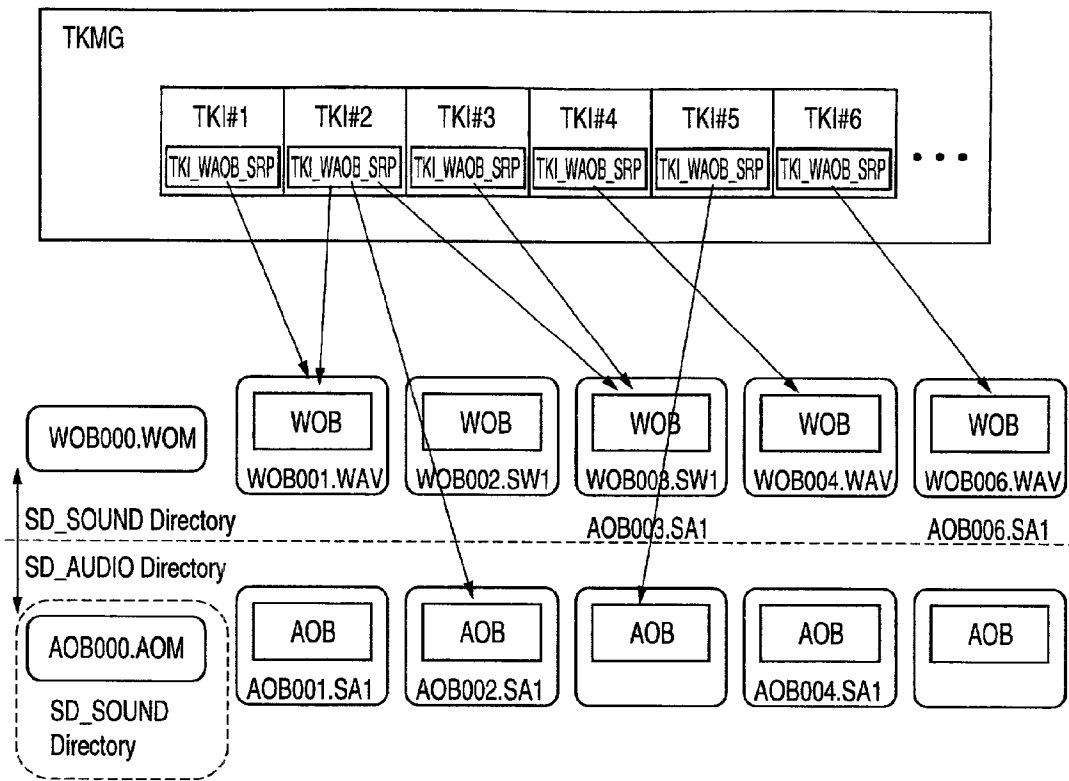 TKMG
TKI#1 TKI#2 TKI#3 TKI#4 TKI#5 TKI#6
TKI_WAOB_SRP TKI_WAOB_SRP TKI_WAOB_SRP TKI_WAOB_SRP TKI_WAOB_SRP TKI_WAOB_SRP
WOB WOB WOB WOB WOB
WOB000.WOM
WOB001.WAV WOB002.SW1 WOB003.SW1 WOB004.WAV WOB006.WAV
SD_SOUND Directory
AOB003.SA1 AOB006.SA1
SD_AUDIO Directory
AOB AOB AOB AOB AOB
AOB000.AOM
AOB001.SA1 AOB002.SA1 AOB004.SA1
SD_SOUND
Directory